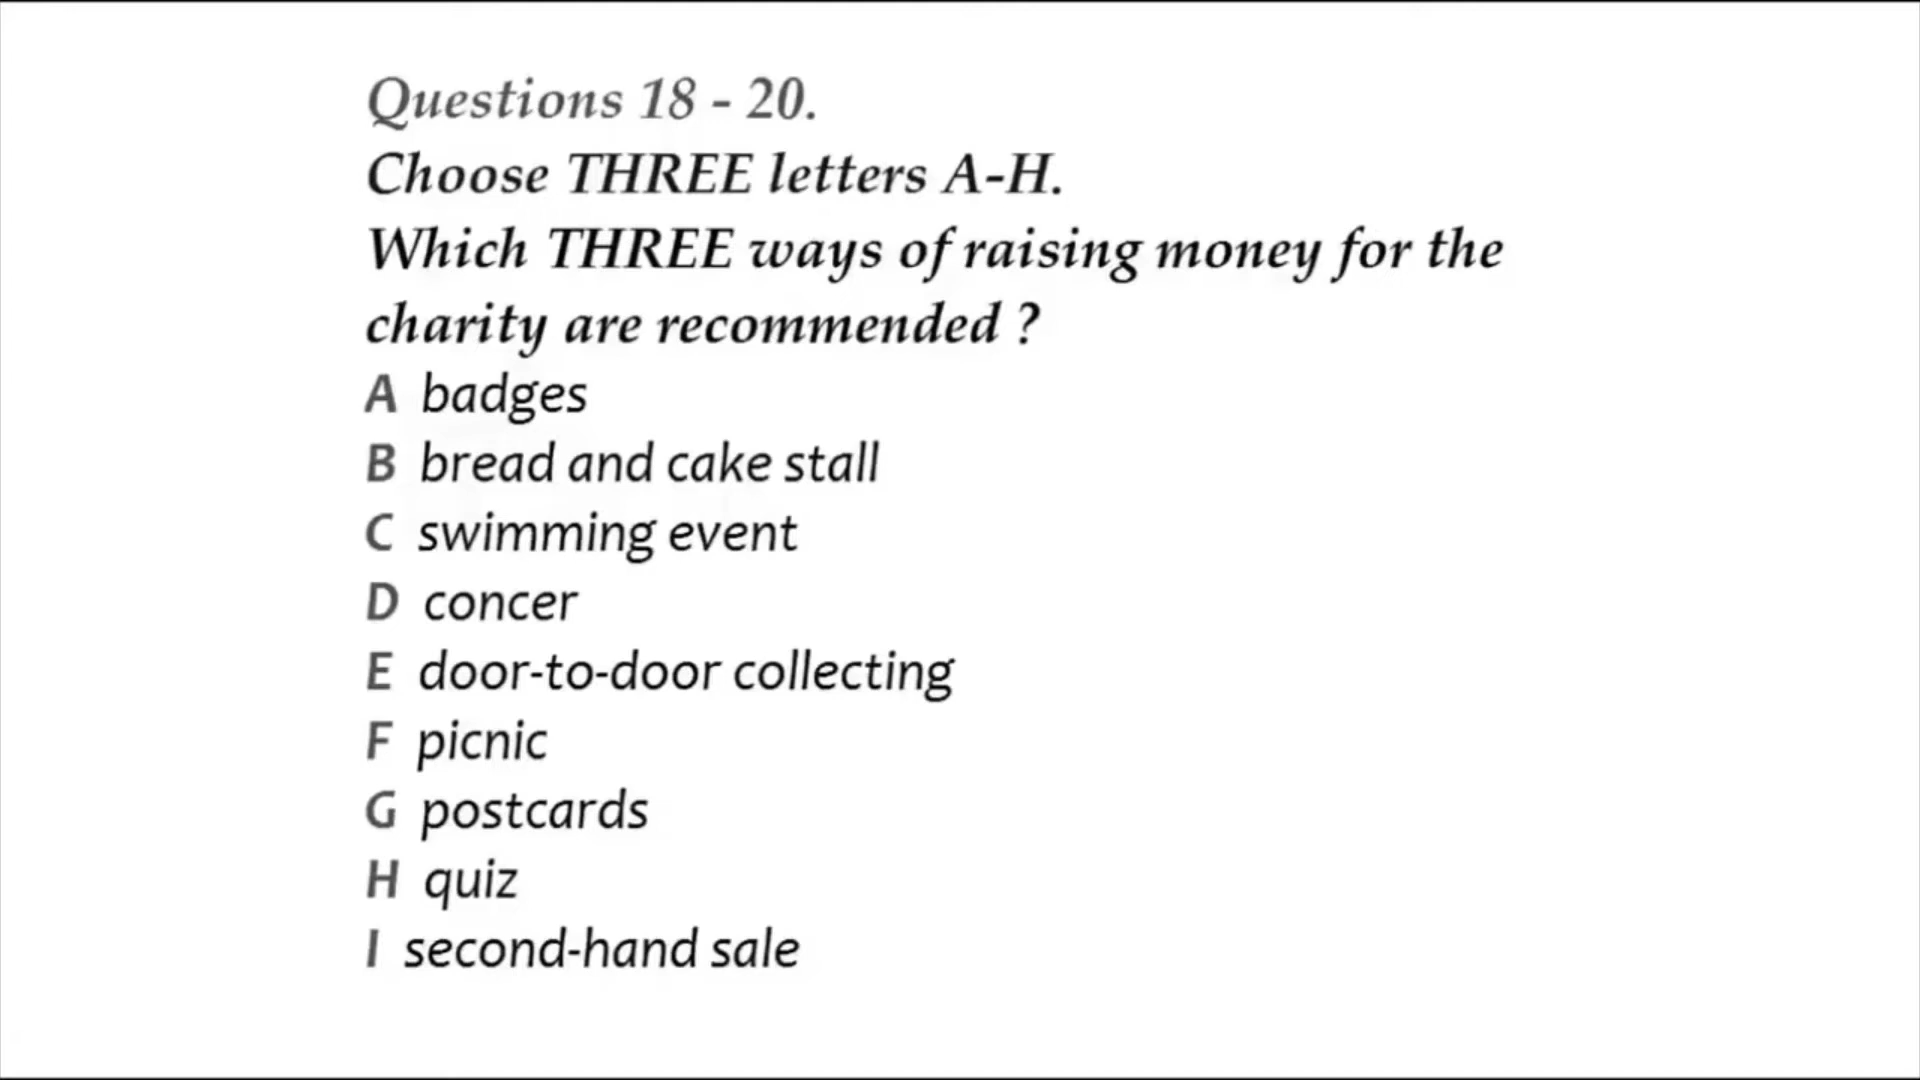 Questions 18 - 20.
Choose THREE letters A-H.
Which THREE ways of raising money for the
charity are recommended ?
A badges
B bread and cake stall
C swimming event
D concer
E door-to-door collecting
F picnic
G postcards
H quiz
I second-hand sale